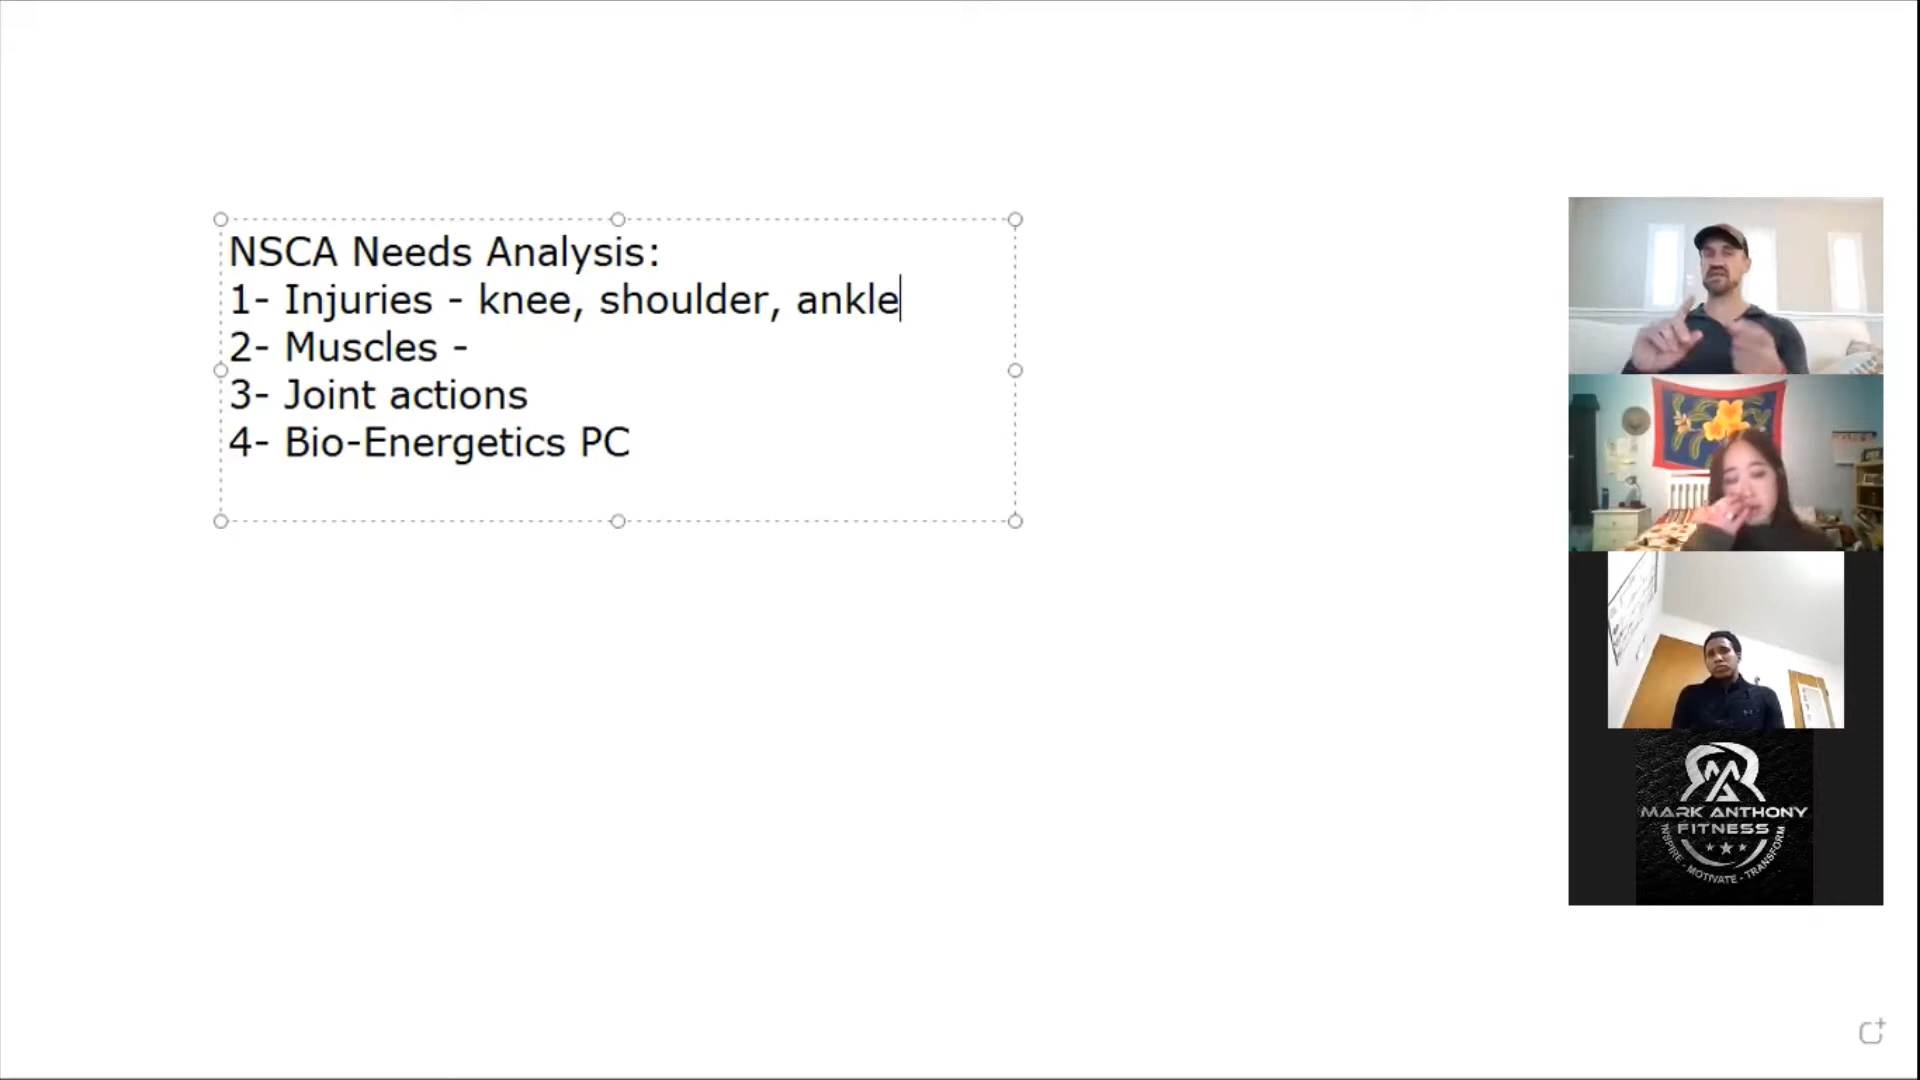 NSCA Needs Analysis:
1- Injuries - knee, shoulder, ankle
2- Muscles -
3- Joint actions
4- Bio-Energetics PC
MARK ANTHONY
FITNESS
INSPIRE - MOTIVATE - TRANSFORM